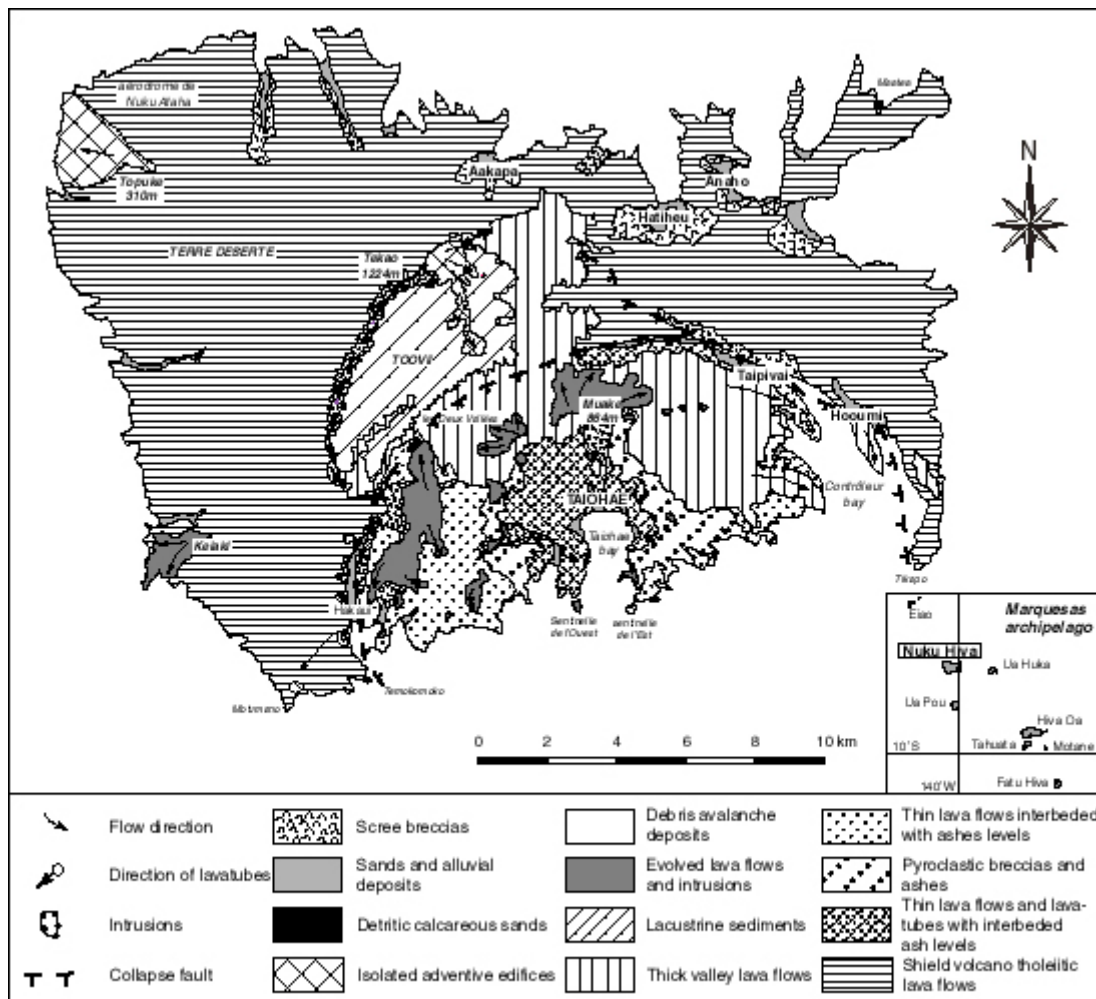 N
aérodrome de
Nuku Ataha
Topuke
310m
TERRE DESERTE
Aakapa
Anaho
Hatiheu
Tekao
1224m
TOOVII
Taipivai
Hooumi
Muake
864m
TAIOHAE
Taiohae
bay
Contrôleur
bay
Hakaui
Sentinelle
de l'Ouest
sentinelle
de l'Est
Tikapo
Temokomoko
Motumano
0 2 4 6 8 10 km
Marquesas
archipelago
Eiao
Nuku Hiva
Ua Huka
Ua Pou
Hiva Oa
10°S
Tahuata
Motane
140°W
Fatu Hiva
Flow direction
Direction of lavatubes
Intrusions
Collapse fault
Scree breccias
Sands and alluvial
deposits
Detritic calcareous sands
Isolated adventive edifices
Debris avalanche
deposits
Evolved lava flows
and intrusions
Lacustrine sediments
Thick valley lava flows
Thin lava flows interbeded
with ashes levels
Pyroclastic breccias and
ashes
Thin lava flows and lava-
tubes with interbeded
ash levels
Shield volcano tholeiitic
lava flows